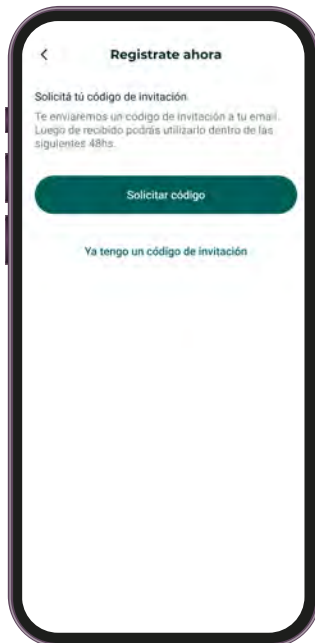 Registrate ahora
Solicitá tú código de invitación
Te enviaremos un código de invitación a tu email.
Luego de recibido podrás utilizarlo dentro de las
siguientes 48hs.
Solicitar código
Ya tengo un código de invitación